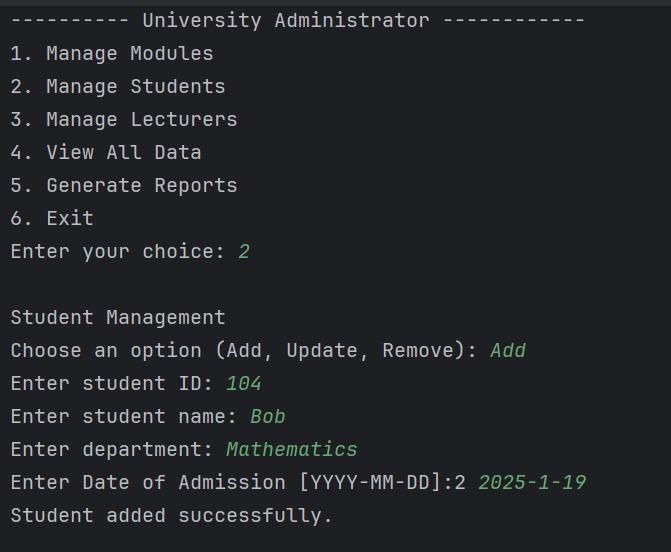 ---------- University Administrator ------------
1. Manage Modules
2. Manage Students
3. Manage Lecturers
4. View All Data
5. Generate Reports
6. Exit
Enter your choice: 2
Student Management
Choose an option (Add, Update, Remove): Add
Enter student ID: 104
Enter student name: Bob
Enter department: Mathematics
Enter Date of Admission [YYYY-MM-DD]:2 2025-1-19
Student added successfully.